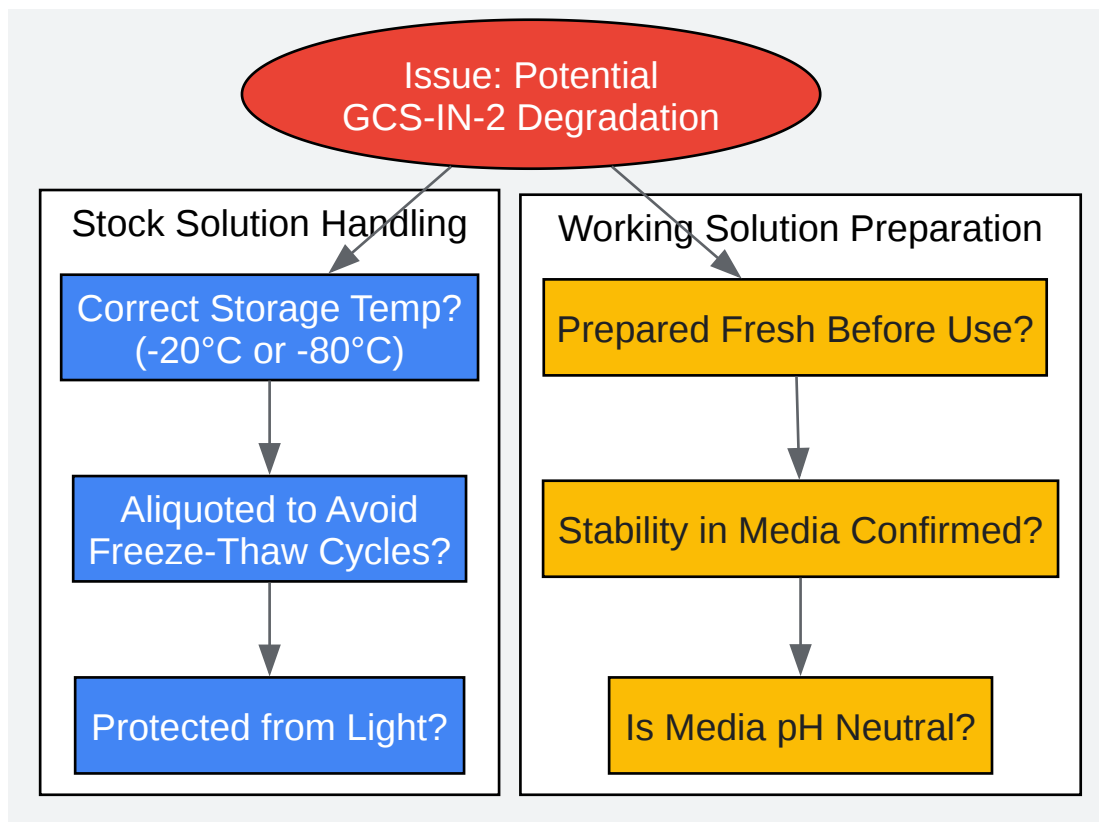 Issue: Potential
GCS-IN-2 Degradation
Stock Solution Handling
Correct Storage Temp?
(-20°C or -80°C)
Aliquoted to Avoid
Freeze-Thaw Cycles?
Protected from Light?
Working Solution Preparation
Prepared Fresh Before Use?
Stability in Media Confirmed?
Is Media pH Neutral?